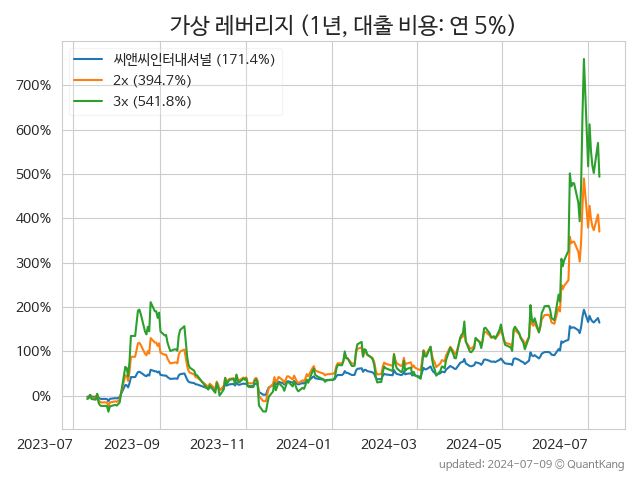 가상 레버리지 (1년, 대출 비용: 연 5%)
씨앤씨인터내셔널 (171.4%)
2x (394.7%)
3x (541.8%)
700%
600%
500%
400%
300%
200%
100%
0%
2023-07 2023-09 2023-11 2024-01 2024-03 2024-05 2024-07
updated: 2024-07-09 © QuantKang